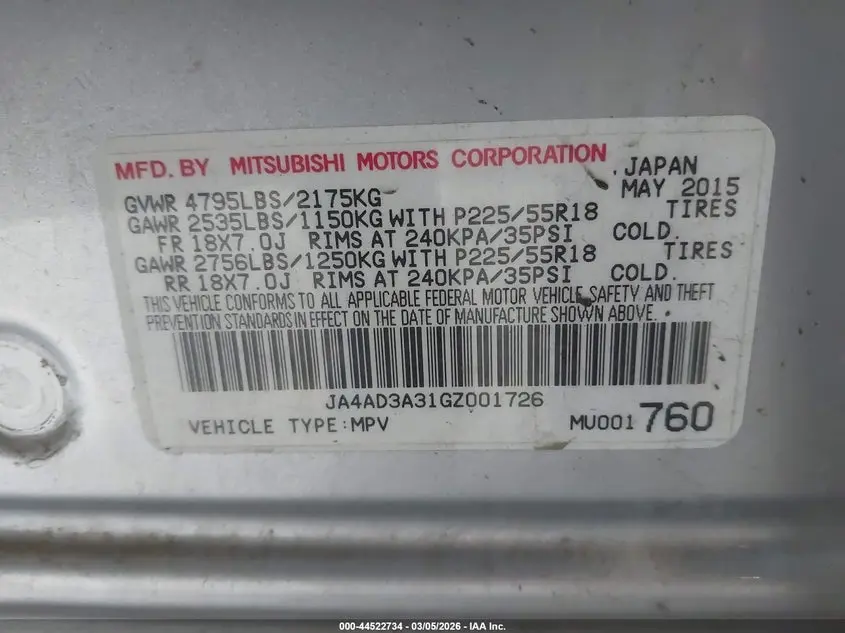 MFD. BY MITSUBISHI MOTORS CORPORATION JAPAN
GVWR 4795LBS/2175KG MAY 2015
GAWR 2535LBS/1150KG WITH P225/55R18 TIRES
FR 18X7.0J RIMS AT 240KPA/35PSI COLD.
GAWR 2756LBS/1250KG WITH P225/55R18 TIRES
RR 18X7.0J RIMS AT 240KPA/35PSI COLD.
THIS VEHICLE CONFORMS TO ALL APPLICABLE FEDERAL MOTOR VEHICLE SAFETY AND THEFT
PREVENTION STANDARDS IN EFFECT ON THE DATE OF MANUFACTURE SHOWN ABOVE.
JA4AD3A31GZ001726
VEHICLE TYPE:MPV MU001760
000-44522734 - 03/05/2026 - IAA Inc.